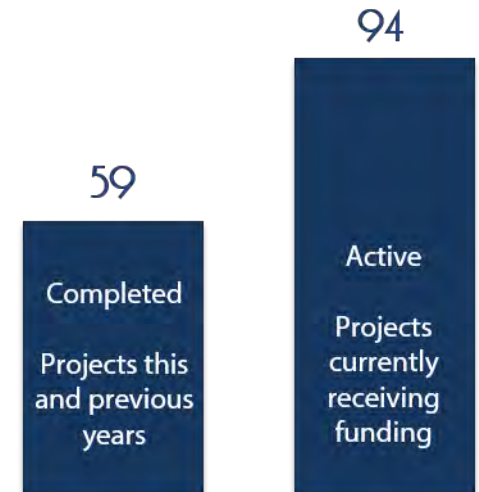 59
Completed
Projects this
and previous
years
94
Active
Projects
currently
receiving
funding